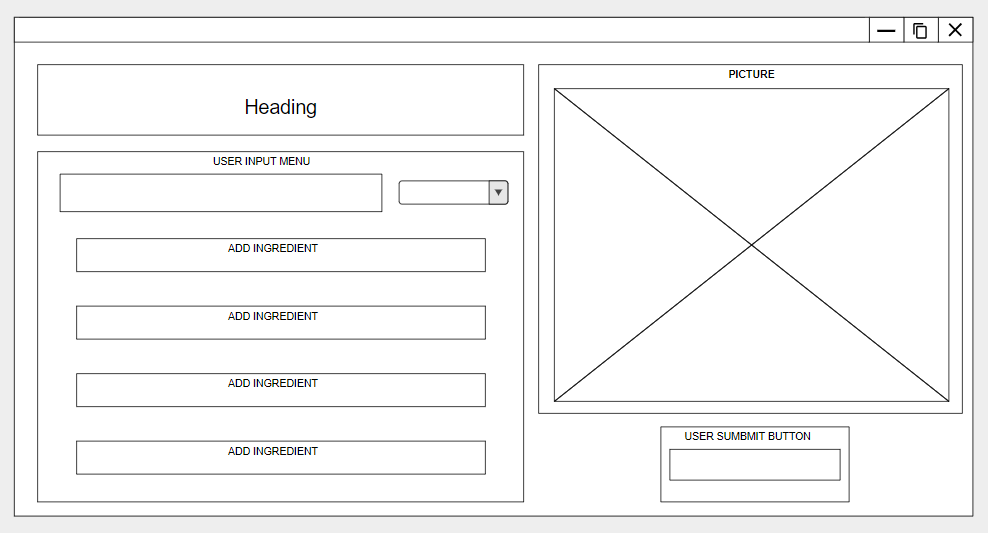 Heading
USER INPUT MENU
ADD INGREDIENT
ADD INGREDIENT
ADD INGREDIENT
ADD INGREDIENT
PICTURE
USER SUMBMIT BUTTON